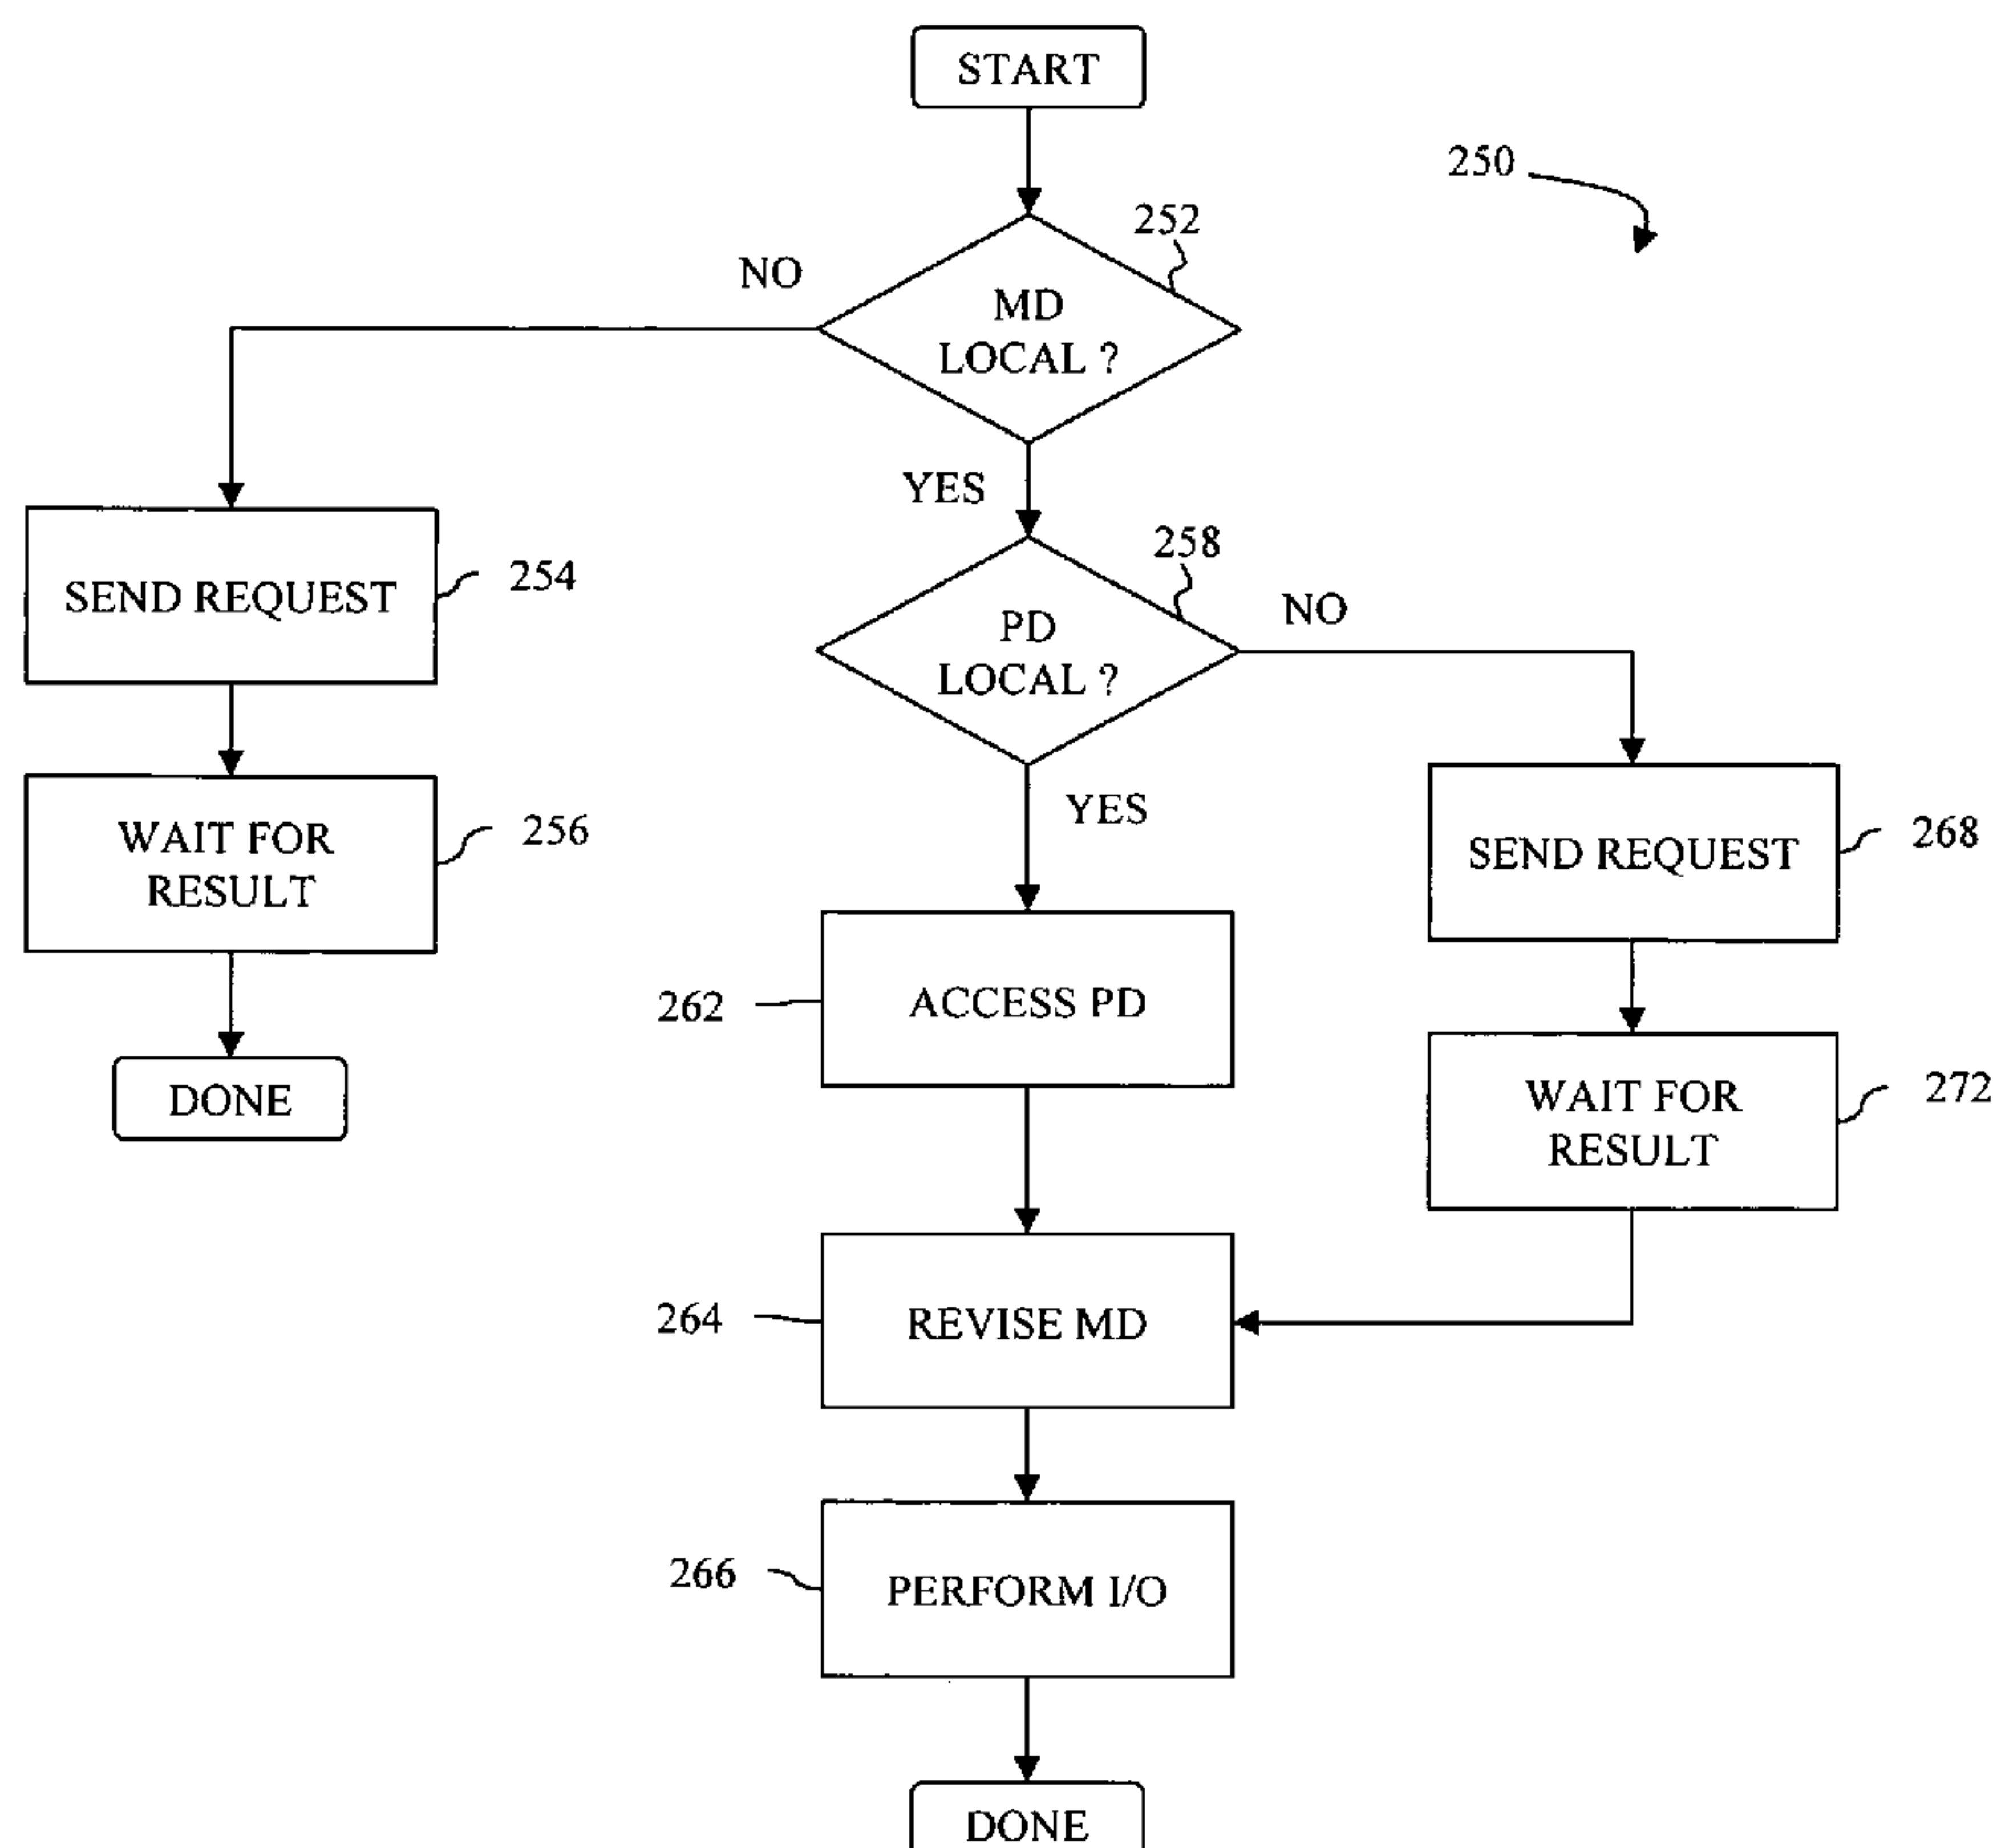 START
250
252
NO
MD
LOCAL ?
YES
258
NO
254
SEND REQUEST
PD
LOCAL ?
YES
256
WAIT FOR
RESULT
268
SEND REQUEST
262
ACCESS PD
DONE
272
WAIT FOR
RESULT
264
REVISE MD
266
PERFORM I/O
DONE